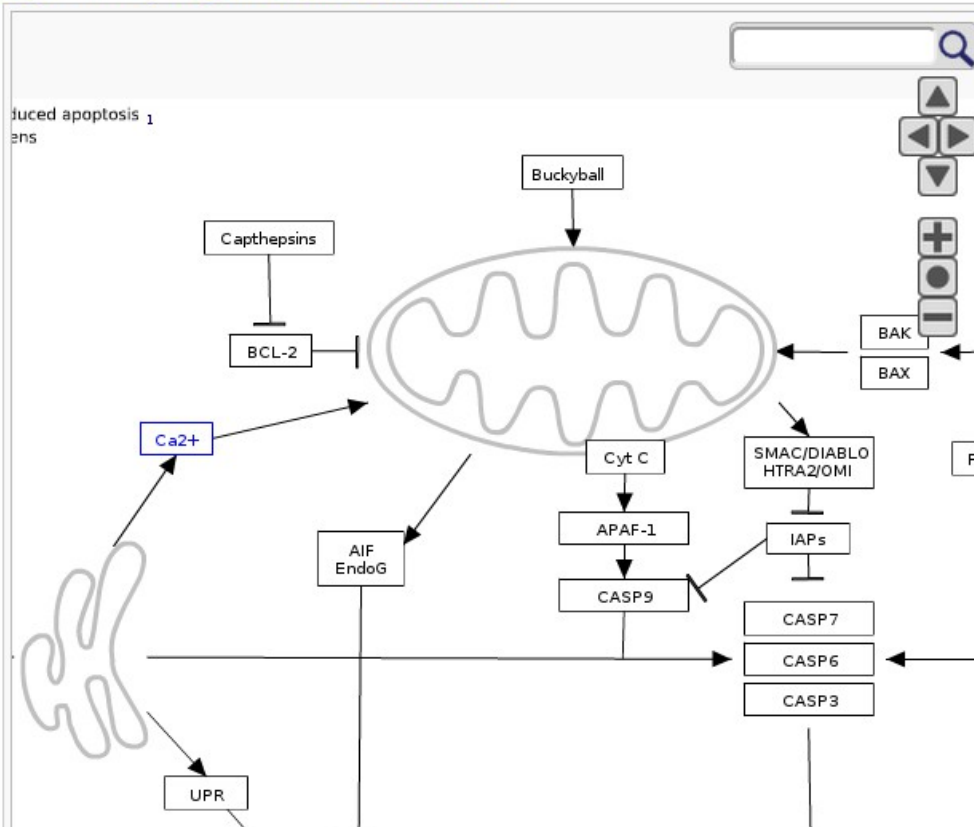 duced apoptosis 1
ens
Buckyball
Capthepsins
BCL-2
BAK
BAX
Ca2+
Cyt C
SMAC/DIABLO
HTRA2/OMI
APAF-1
IAPs
AIF
EndoG
CASP9
CASP7
CASP6
CASP3
UPR